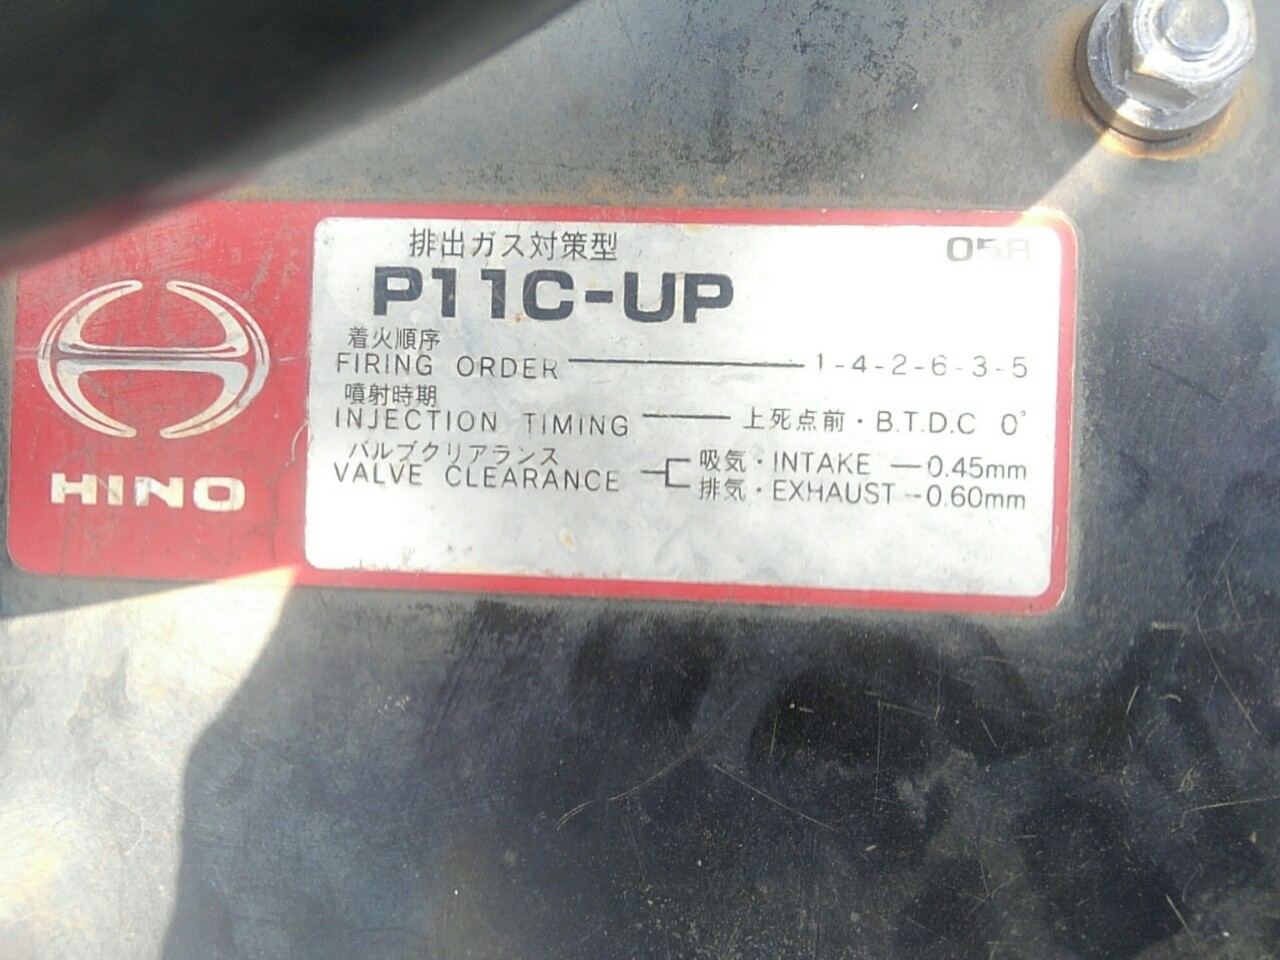 排出ガス対策型
P11C-UP
着火順序
FIRING ORDER 1-4-2-6-3-5
噴射時期
INJECTION TIMING 上死点前・B.T.D.C 0°
バルブクリアランス
VALVE CLEARANCE
吸気・INTAKE 0.45mm
排気・EXHAUST 0.60mm
HINO